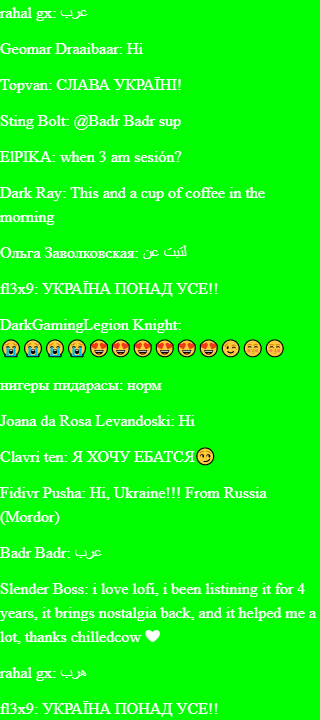 rahal gx: عرب
Geomar Draaibaar: Hi
Topvan: СЛАВА УКРАЇНІ!
Sting Bolt: @Badr Badr sup
ElPIKA: when 3 am sesión?
Dark Ray: This and a cup of coffee in the
morning
Ольга Заволковская: عن
fl3x9: УКРАЇНА ПОНАД УСЕ!!
DarkGamingLegion Knight:
😭😭😭😭😍😍😍😍😍😍😉😊😊
нигеры пидарасы: норм
Joana da Rosa Levandoski: Hi
Clavri ten: Я ХОЧУ ЕБАТСЯ😏
Fidivr Pusha: Hi, Ukraine!!! From Russia
(Mordor)
Badr Badr: عرب
Slender Boss: i love lofi, i been listining it for 4
years, it brings nostalgia back, and it helped me a
lot, thanks chilledcow 🤍
rahal gx: هرب
fl3x9: УКРАЇНА ПОНАД УСЕ!!